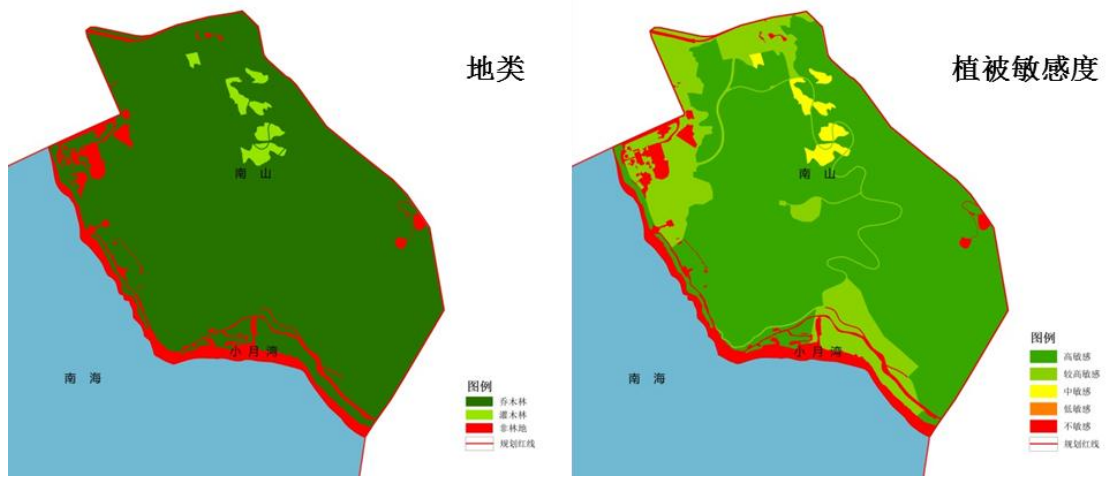 地类
南 山
小 月 湾
南 海
图例
乔木林
灌木林
非林地
规划红线
植被敏感度
南 山
小 月 湾
南 海
图例
高敏感
较高敏感
中敏感
低敏感
不敏感
规划红线